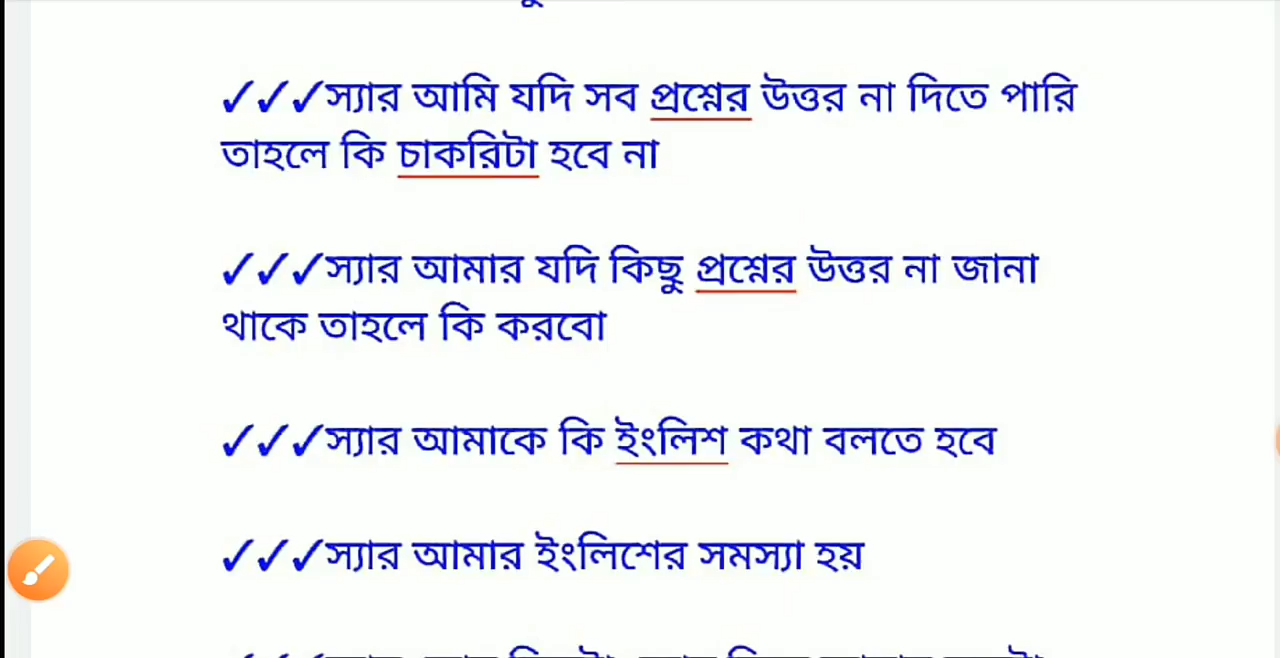 ✓✓✓স্যার আমি যদি সব প্রশ্নের উত্তর না দিতে পারি
তাহলে কি চাকরিটা হবে না
✓✓✓স্যার আমার যদি কিছু প্রশ্নের উত্তর না জানা
থাকে তাহলে কি করবো
✓✓✓স্যার আমাকে কি ইংলিশ কথা বলতে হবে
✓✓✓স্যার আমার ইংলিশের সমস্যা হয়